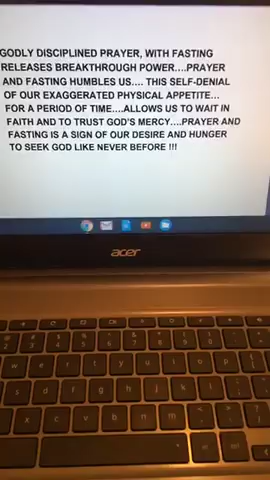 GODLY DISCIPLINED PRAYER, WITH FASTING
RELEASES BREAKTHROUGH POWER....PRAYER
AND FASTING HUMBLES US.... THIS SELF-DENIAL
OF OUR EXAGGERATED PHYSICAL APPETITE...
FOR A PERIOD OF TIME....ALLOWS US TO WAIT IN
FAITH AND TO TRUST GOD'S MERCY....PRAYER AND
FASTING IS A SIGN OF OUR DESIRE AND HUNGER
TO SEEK GOD LIKE NEVER BEFORE !!!
acer
w e r t y u i o p
s d f g h j k l
x c v b n m